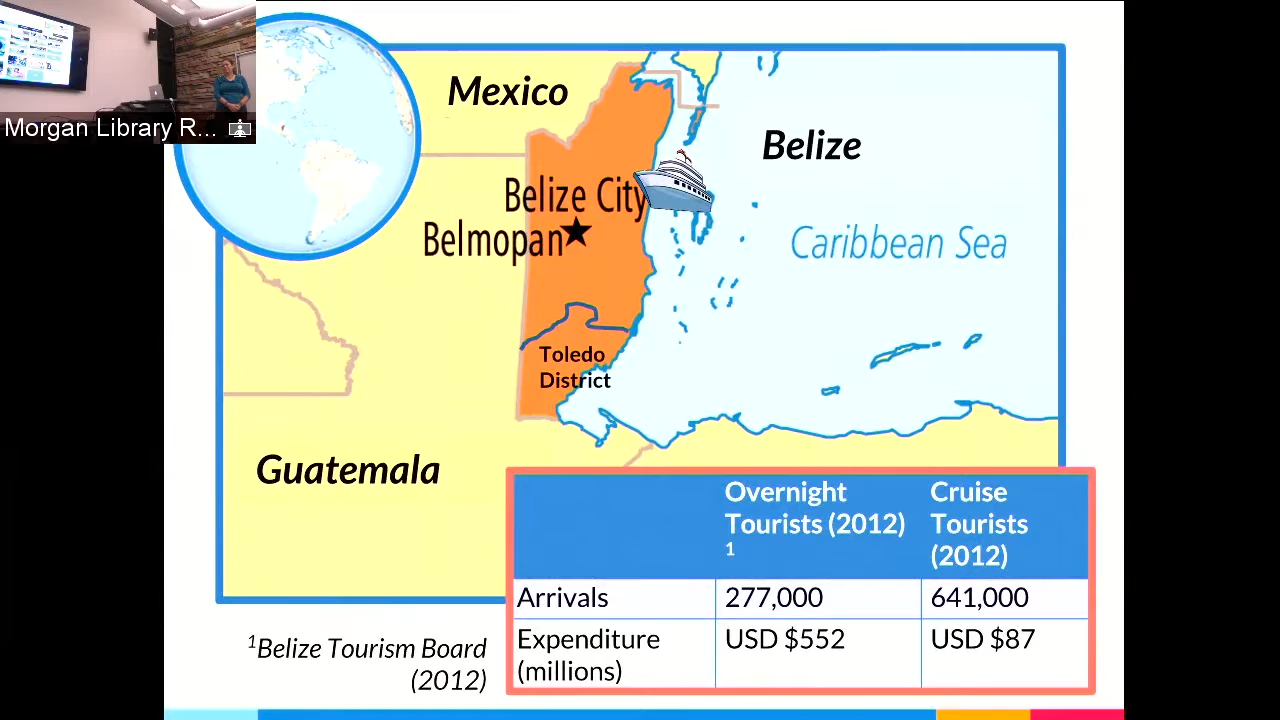 Morgan Library R...
Mexico
Belize
Belize City
Belmopan
Caribbean Sea
Toledo
District
Guatemala
Overnight
Tourists (2012)
1
Cruise
Tourists
(2012)
Arrivals
277,000
641,000
Expenditure
(millions)
USD $552
USD $87
1Belize Tourism Board
(2012)